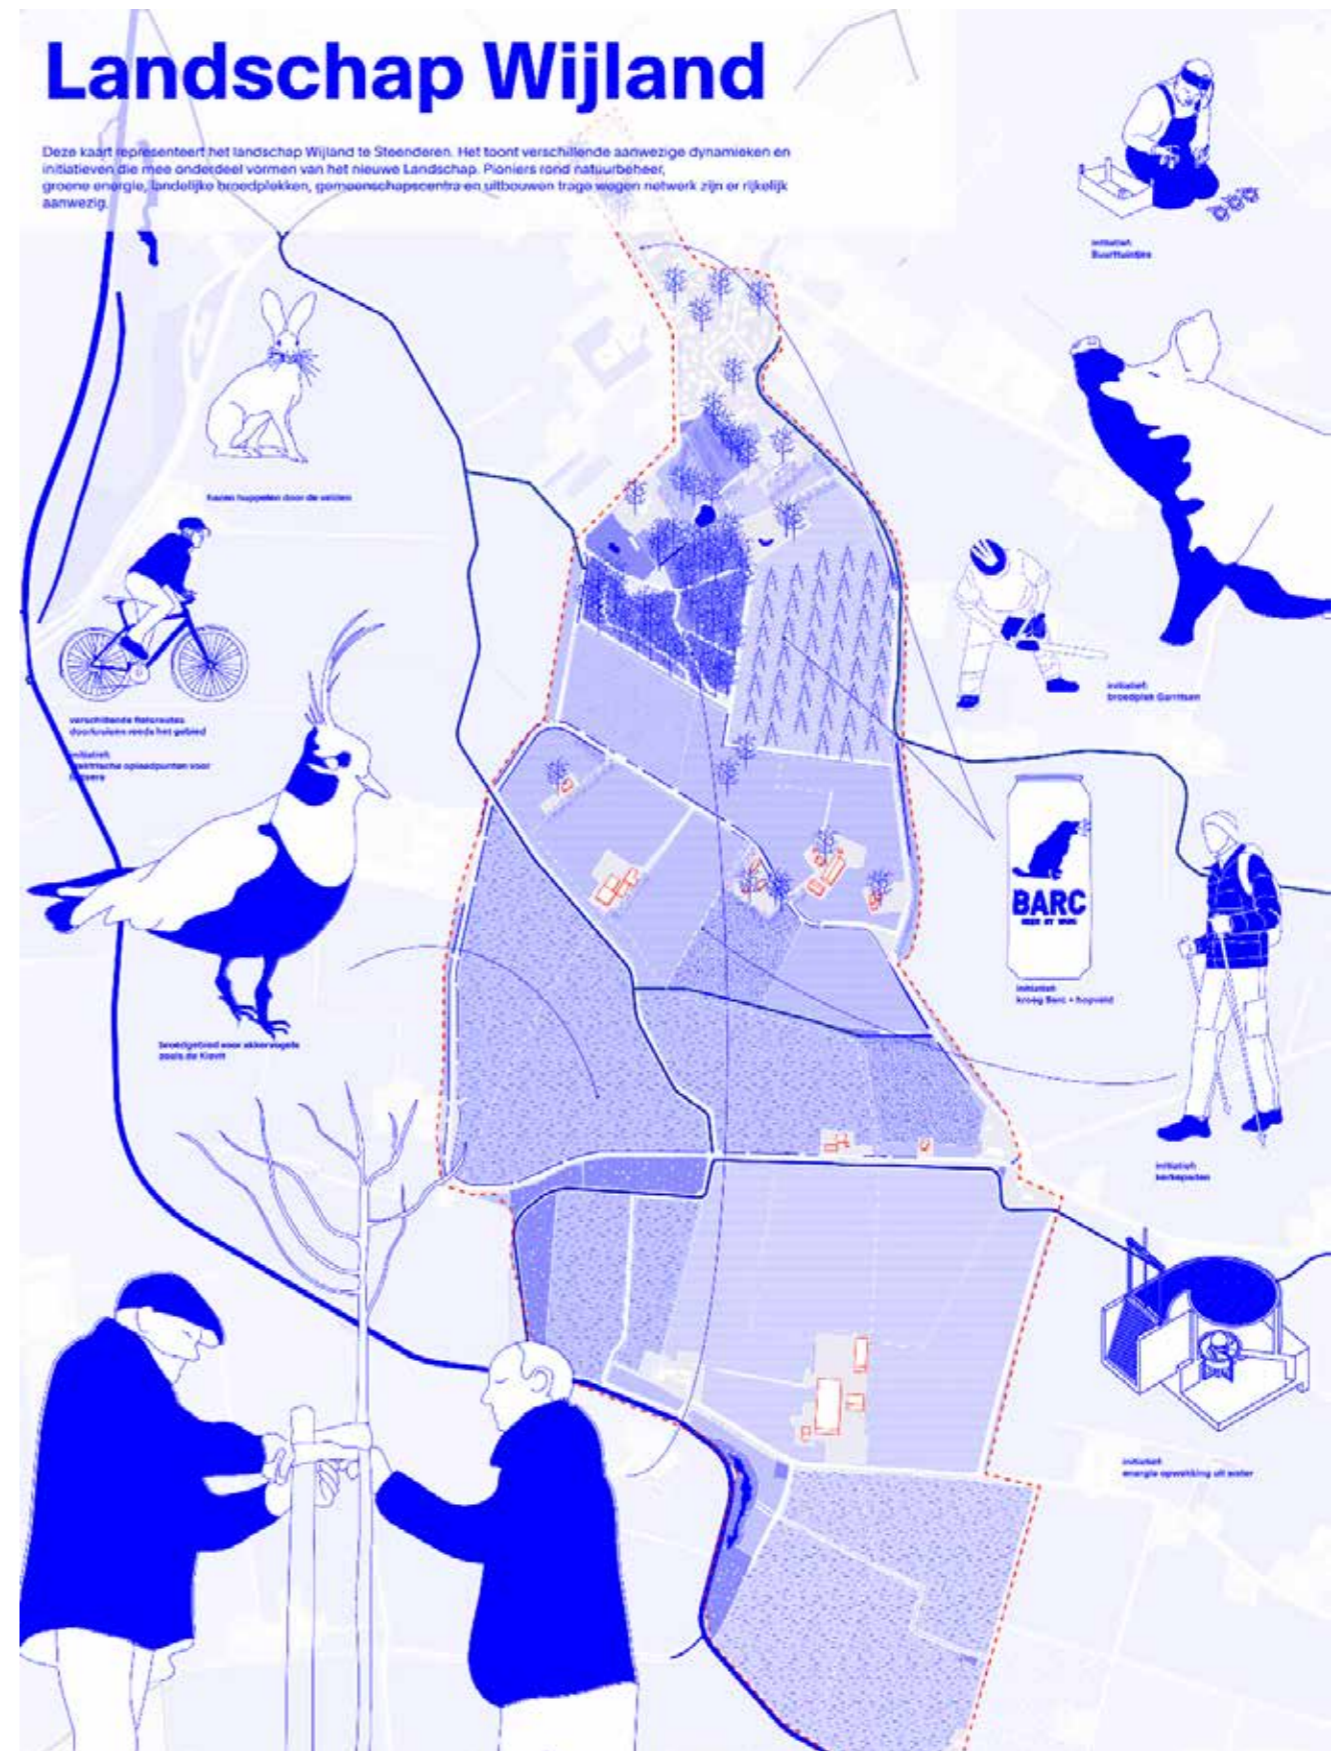 Landschap Wijland
Deze kaart representeert het landschap Wijland te Steenderen. Het toont verschillende aanwezige dynamieken en
initiatieven die mee onderdeel vormen van het nieuwe Landschap. Pioniers rond natuurbeheer,
groene energie, landelijke broedplekken, gemeenschapscentra en uitbouwen trage wegen netwerk zijn er rijkelijk
aanwezig.
initiatief:
Buurttuintjes
hazen huppelen door de velden
initiatief:
broedplek Garritsen
verschillende fietsroutes
doorkruisen reeds het gebied
initiatief:
elektrische oplaadpunten voor
fietsers
BARC
initiatief:
kroeg Barc + hopveld
broedgebied voor akkervogels
zoals de Kievit
initiatief:
kerkepaden
initiatief:
energie opwekking uit water